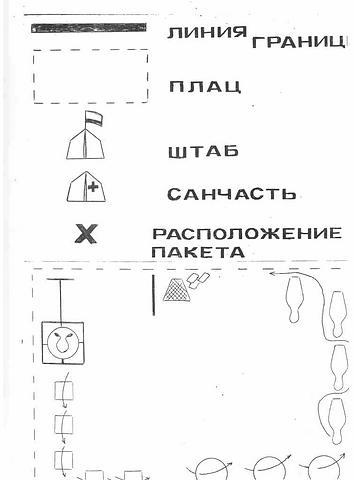 ЛИНИЯ ГРАНИЦ
ПЛАЦ
ШТАБ
САНЧАСТЬ
Х РАСПОЛОЖЕНИЕ
ПАКЕТА